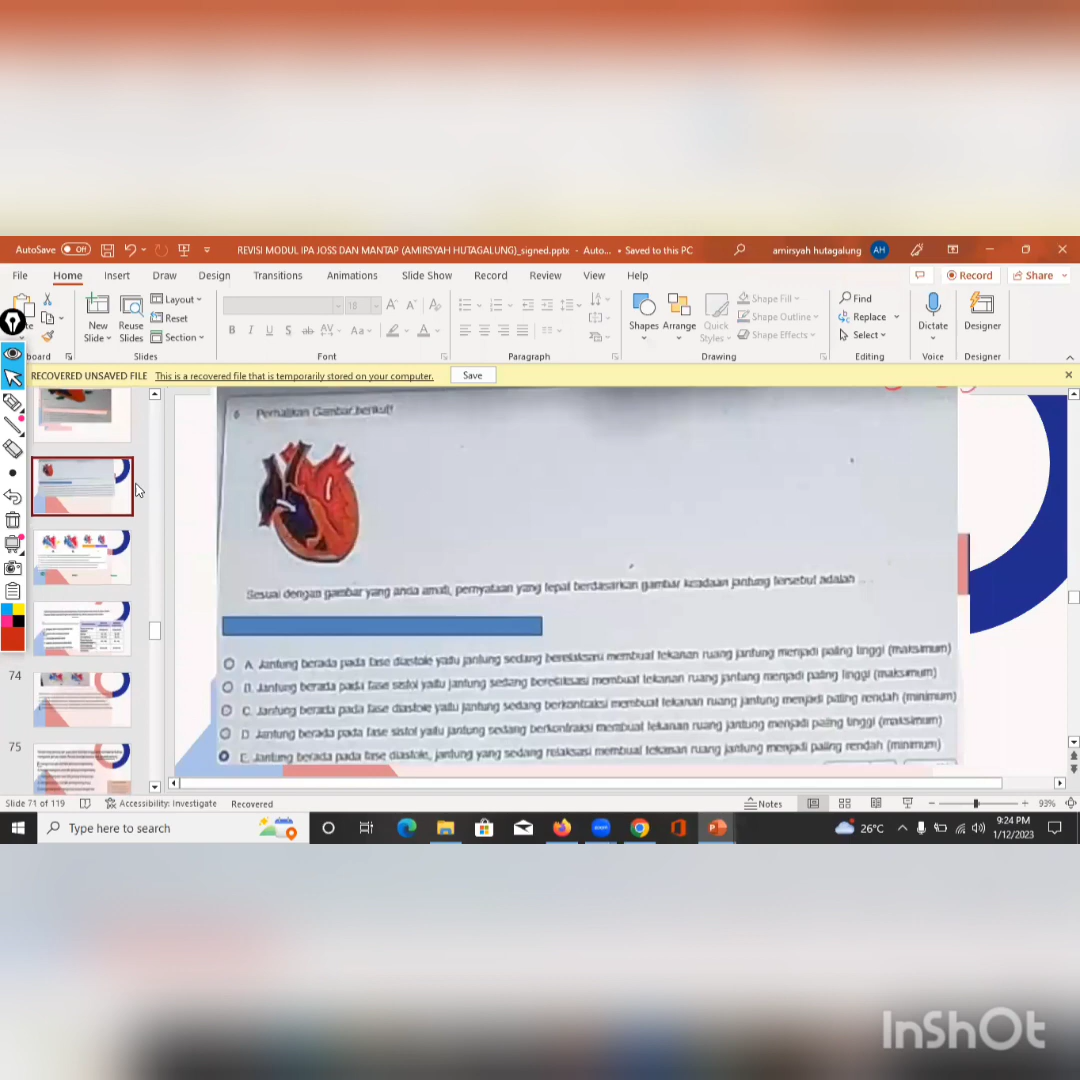 AutoSave Off REVISI MODUL IPA JOSS DAN MANTAP (AMIRSYAH HUTAGALUNG)_signed.pptx - Auto... • Saved to this PC amirsyah hutagalung AH
File Home Insert Draw Design Transitions Animations Slide Show Record Review View Help Record Share
New Slide Reuse Slides Layout Reset Section
18
B I U S ab AV Aa A
Shapes Arrange Quick Styles Shape Fill Shape Outline Shape Effects
Find Replace Select
Dictate Designer
board Slides Font Paragraph Drawing Editing Voice Designer
RECOVERED UNSAVED FILE This is a recovered file that is temporarily stored on your computer. Save
6 Perhatikan Gambar berikut!
Sesuai dengan gambar yang anda amati, pernyataan yang tepat berdasarkan gambar keadaan jantung tersebut adalah ...
A. Jantung berada pada fase diastole yaitu jantung sedang berelaksasi membuat tekanan ruang jantung menjadi paling tinggi (maksimum)
B. Jantung berada pada fase sistol yaitu jantung sedang berelaksasi membuat tekanan ruang jantung menjadi paling tinggi (maksimum)
C. Jantung berada pada fase diastole yaitu jantung sedang berkontraksi membuat tekanan ruang jantung menjadi paling rendah (minimum)
D. Jantung berada pada fase sistol yaitu jantung sedang berkontraksi membuat tekanan ruang jantung menjadi paling tinggi (maksimum)
E. Jantung berada pada fase diastole, jantung yang sedang relaksasi membuat tekanan ruang jantung menjadi paling rendah (minimum)
74
75
Slide 71 of 119 Accessibility: Investigate Recovered Notes 93%
Type here to search 26°C 9:24 PM
1/12/2023
InShOt